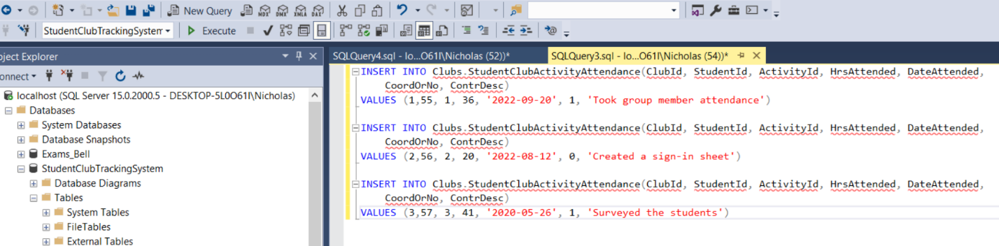 New Query
MDX DMX XMLA DAX
StudentClubTrackingSystem
Execute
ject Explorer
onnect
localhost (SQL Server 15.0.2000.5 - DESKTOP-5L0O61I\Nicholas)
Databases
System Databases
Database Snapshots
Exams_Bell
StudentClubTrackingSystem
Database Diagrams
Tables
System Tables
FileTables
External Tables
SQLQuery4.sql - lo...O61I\Nicholas (52))*
SQLQuery3.sql - lo...O61I\Nicholas (54))*
INSERT INTO Clubs.StudentClubActivityAttendance(ClubId, StudentId, ActivityId, HrsAttended, DateAttended,
CoordOrNo, ContrDesc)
VALUES (1,55, 1, 36, '2022-09-20', 1, 'Took group member attendance')
INSERT INTO Clubs.StudentClubActivityAttendance(ClubId, StudentId, ActivityId, HrsAttended, DateAttended,
CoordOrNo, ContrDesc)
VALUES (2,56, 2, 20, '2022-08-12', 0, 'Created a sign-in sheet')
INSERT INTO Clubs.StudentClubActivityAttendance(ClubId, StudentId, ActivityId, HrsAttended, DateAttended,
CoordOrNo, ContrDesc)
VALUES (3,57, 3, 41, '2020-05-26', 1, 'Surveyed the students')